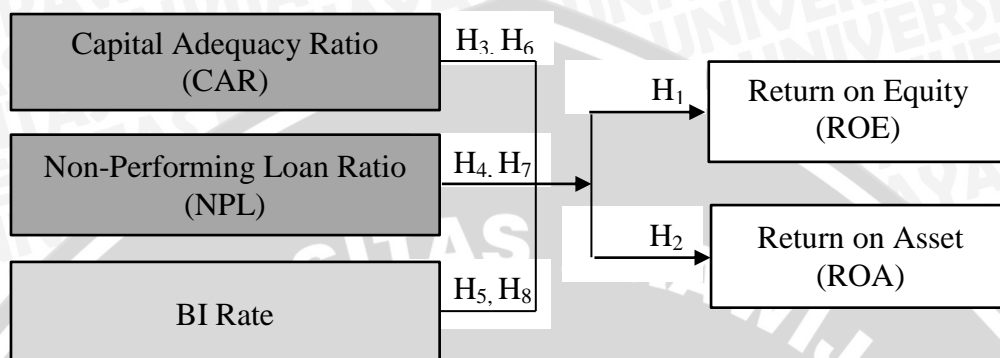 Capital Adequacy Ratio
(CAR)
H₃, H₆
Non-Performing Loan Ratio
(NPL)
H₄, H₇
BI Rate
H₅, H₈
H₁
Return on Equity
(ROE)
H₂
Return on Asset
(ROA)